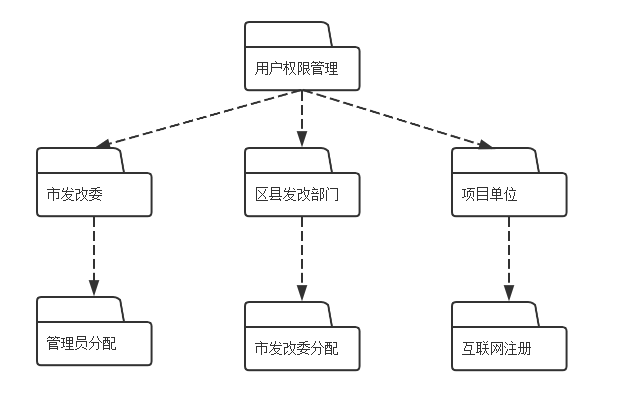 用户权限管理
市发改委
区县发改部门
项目单位
管理员分配
市发改委分配
互联网注册